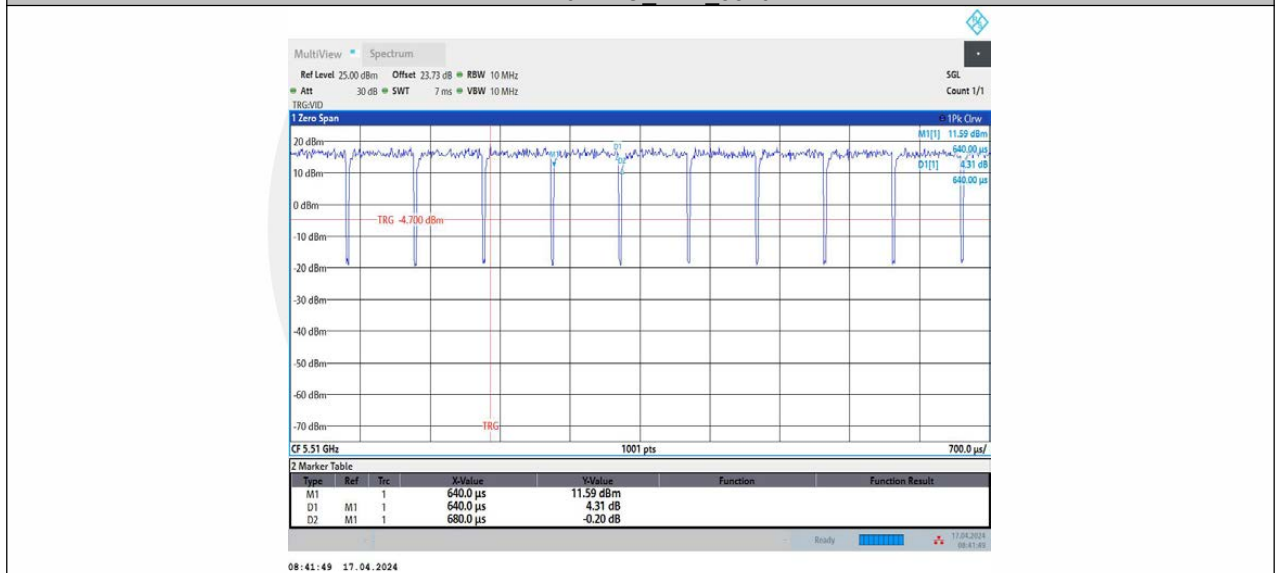 MultiView Spectrum
Ref Level 25.00 dBm Offset 23.73 dB RBW 10 MHz
SGL
Att 30 dB SWT 7 ms VBW 10 MHz
Count 1/1
TRG:VID
1 Zero Span
1Pk Clrw
M1[1] 11.59 dBm
640.00 µs
D1[1] 4.31 dB
640.00 µs
20 dBm
M1
D1
D2
10 dBm
0 dBm
TRG -4.700 dBm
-10 dBm
-20 dBm
-30 dBm
-40 dBm
-50 dBm
-60 dBm
-70 dBm
TRG
CF 5.51 GHz 1001 pts 700.0 µs/
2 Marker Table
Type Ref Trc X-Value Y-Value Function Function Result
M1 1 640.0 µs 11.59 dBm
D1 M1 1 640.0 µs 4.31 dB
D2 M1 1 680.0 µs -0.20 dB
Ready
17.04.2024
08:41:49
08:41:49 17.04.2024